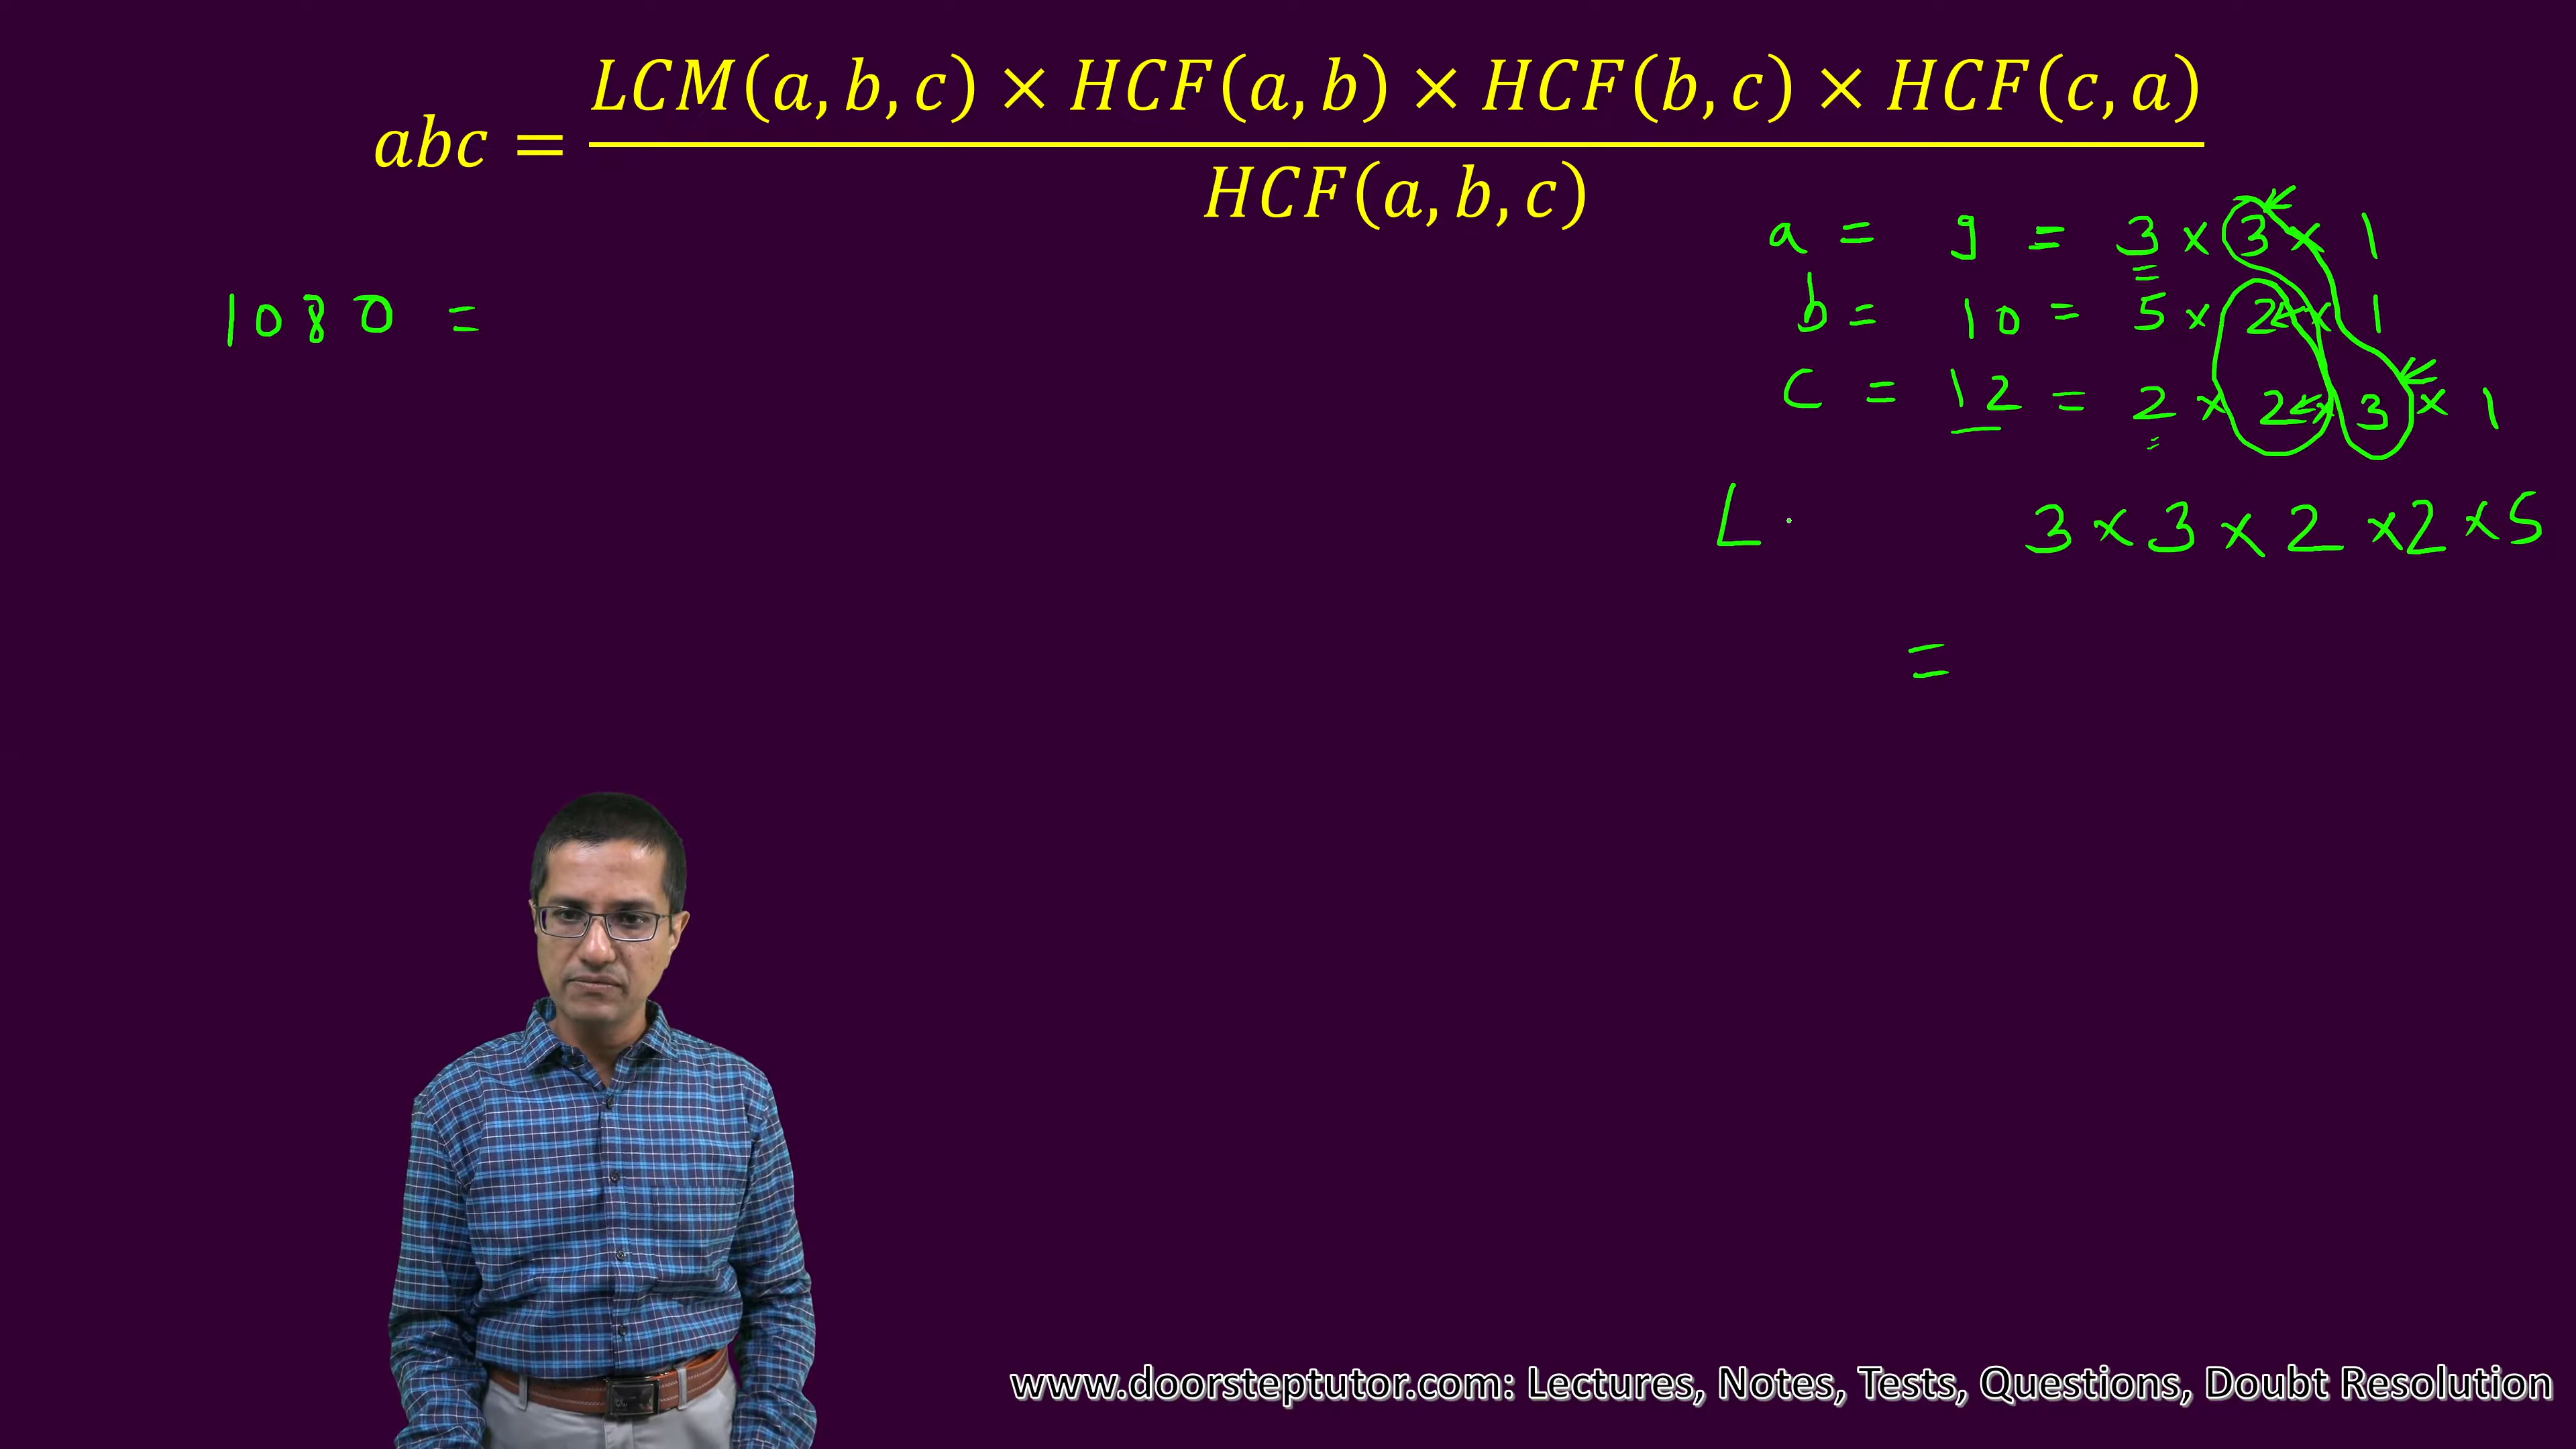 abc = LCM(a, b, c) × HCF(a, b) × HCF(b, c) × HCF(c, a)
HCF(a, b, c)
a = 9 = 3 × 3 × 1
1080 =
b = 10 = 5 × 2 × 1
c = 12 = 2 × 2 × 3 × 1
L 3 × 3 × 2 × 2 × 5
=
www.doorsteptutor.com: Lectures, Notes, Tests, Questions, Doubt Resolution